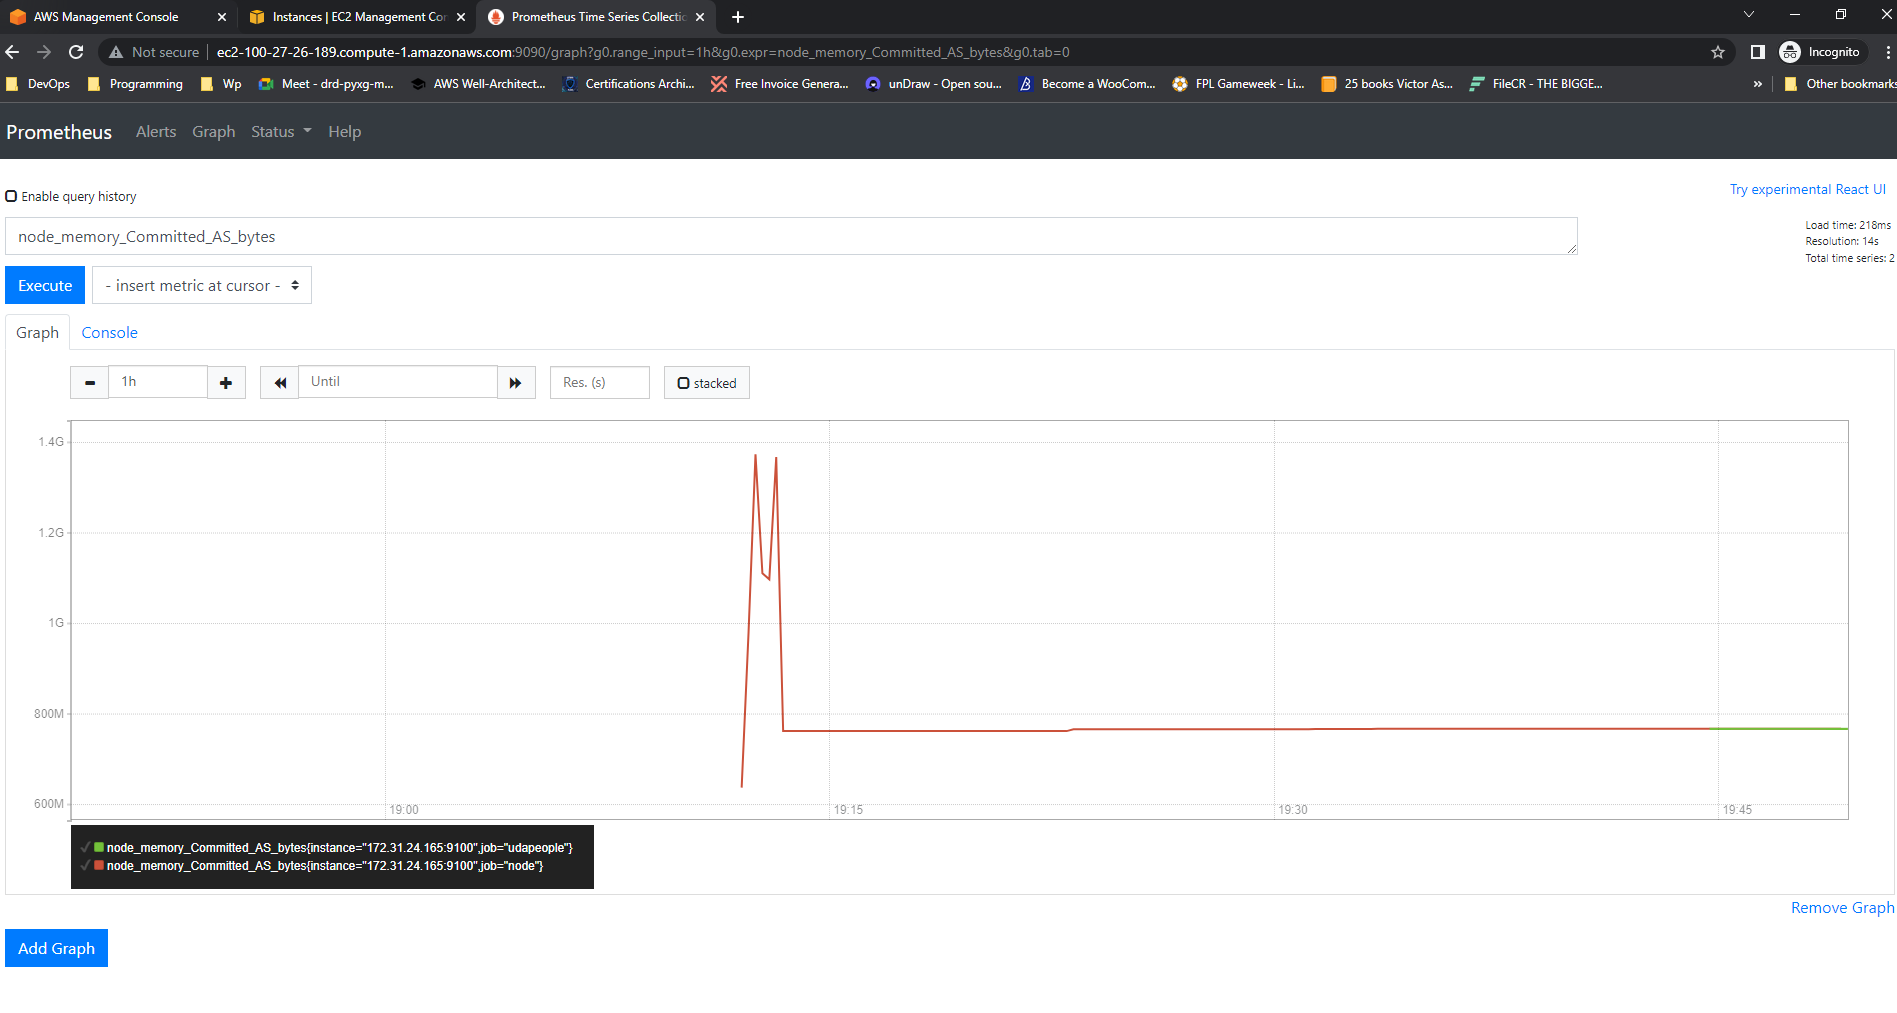 AWS Management Console
Instances | EC2 Management Cor
Prometheus Time Series Collectic
Not secure
ec2-100-27-26-189.compute-1.amazonaws.com:9090/graph?g0.range_input=1h&g0.expr=node_memory_Committed_AS_bytes&g0.tab=0
Incognito
DevOps
Programming
Wp
Meet - drd-pyxg-m...
AWS Well-Architect...
Certifications Archi...
Free Invoice Genera...
unDraw - Open sou...
Become a WooCom...
FPL Gameweek - Li...
25 books Victor As...
FileCR - THE BIGGE...
»
Other bookmarks
Prometheus
Alerts
Graph
Status
Help
Enable query history
Try experimental React UI
node_memory_Committed_AS_bytes
Load time: 218ms
Resolution: 14s
Total time series: 2
Execute
- insert metric at cursor -
Graph
Console
1h
Until
Res. (s)
stacked
1.4G
1.2G
1G
800M
600M
19:00
19:15
19:30
19:45
node_memory_Committed_AS_bytes{instance="172.31.24.165:9100",job="udapeople"}
node_memory_Committed_AS_bytes{instance="172.31.24.165:9100",job="node"}
Remove Graph
Add Graph